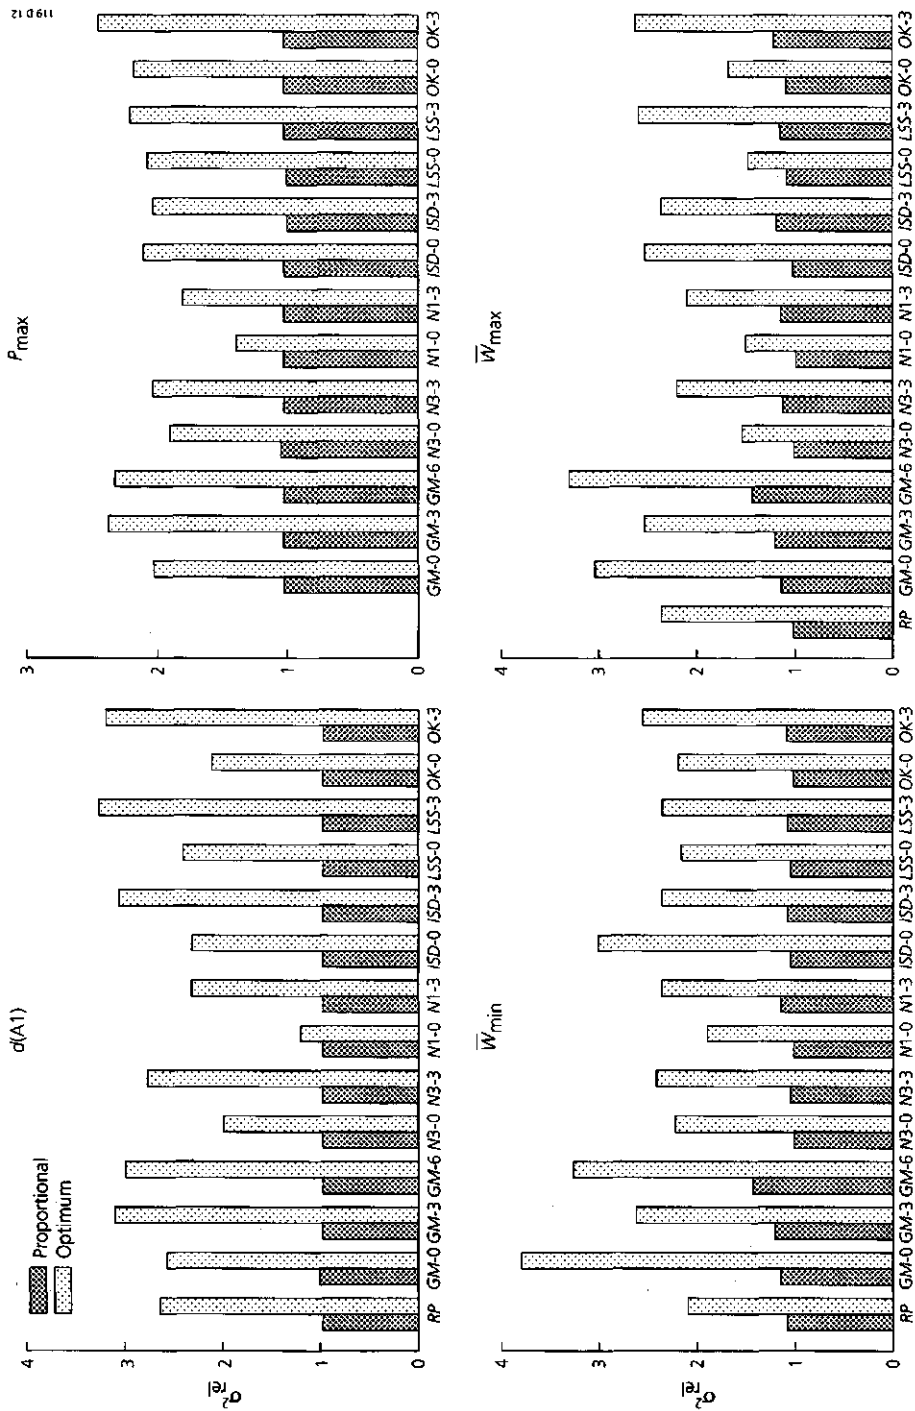 119 D 12
Proportional
Optimum
d(A1)
4
3
2
1
0
σ²rel
RP GM-0 GM-3 GM-6 N3-0 N3-3 N1-0 N1-3 ISD-0 ISD-3 LSS-0 LSS-3 OK-0 OK-3
Pmax
3
2
1
0
GM-0 GM-3 GM-6 N3-0 N3-3 N1-0 N1-3 ISD-0 ISD-3 LSS-0 LSS-3 OK-0 OK-3
W̅min
4
3
2
1
0
σ²rel
RP GM-0 GM-3 GM-6 N3-0 N3-3 N1-0 N1-3 ISD-0 ISD-3 LSS-0 LSS-3 OK-0 OK-3
W̅max
4
3
2
1
0
RP GM-0 GM-3 GM-6 N3-0 N3-3 N1-0 N1-3 ISD-0 ISD-3 LSS-0 LSS-3 OK-0 OK-3